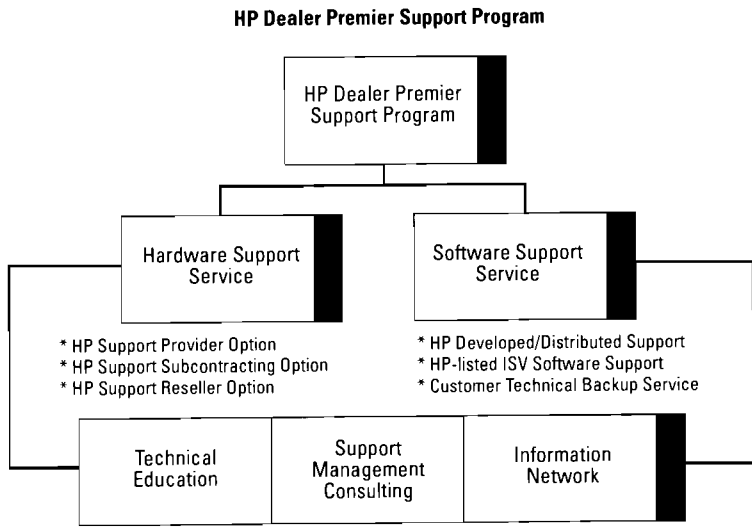 HP Dealer Premier Support Program
HP Dealer Premier
Support Program
Hardware Support
Service
Software Support
Service
* HP Support Provider Option
* HP Support Subcontracting Option
* HP Support Reseller Option
* HP Developed/Distributed Support
* HP-listed ISV Software Support
* Customer Technical Backup Service
Technical
Education
Support
Management
Consulting
Information
Network